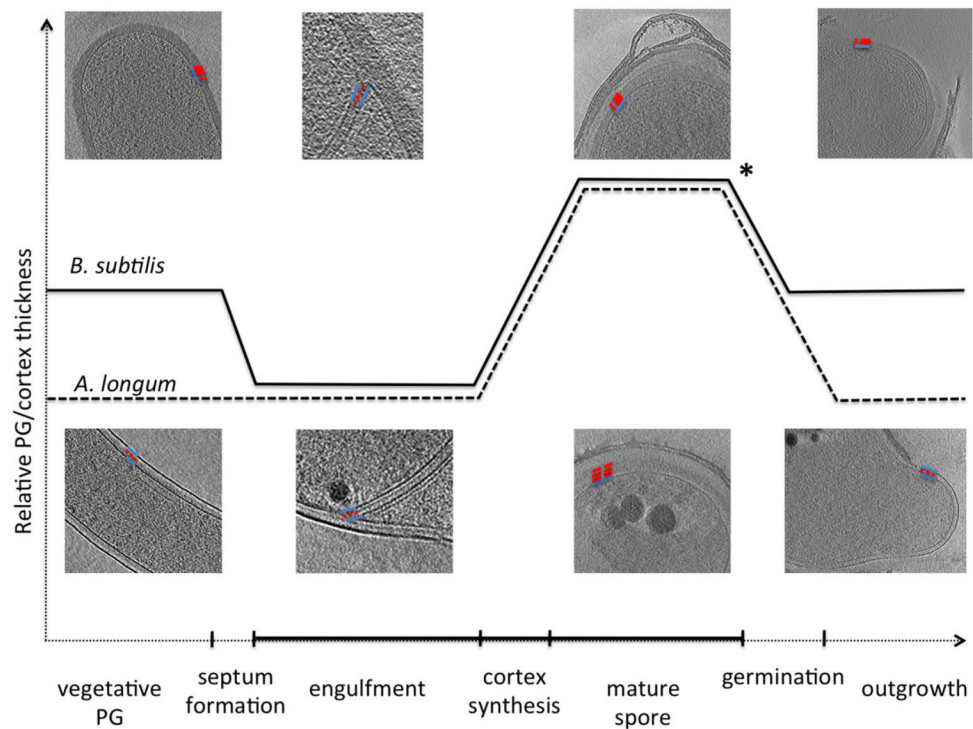 Relative PG/cortex thickness
*
B. subtilis
A. longum
vegetative
PG
septum
formation
engulfment
cortex
synthesis
mature
spore
germination
outgrowth